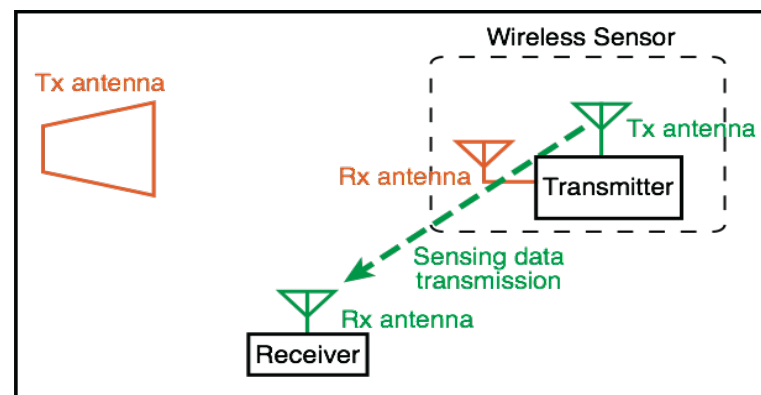 Wireless Sensor
Tx antenna
Tx antenna
Rx antenna
Transmitter
Sensing data
transmission
Rx antenna
Receiver